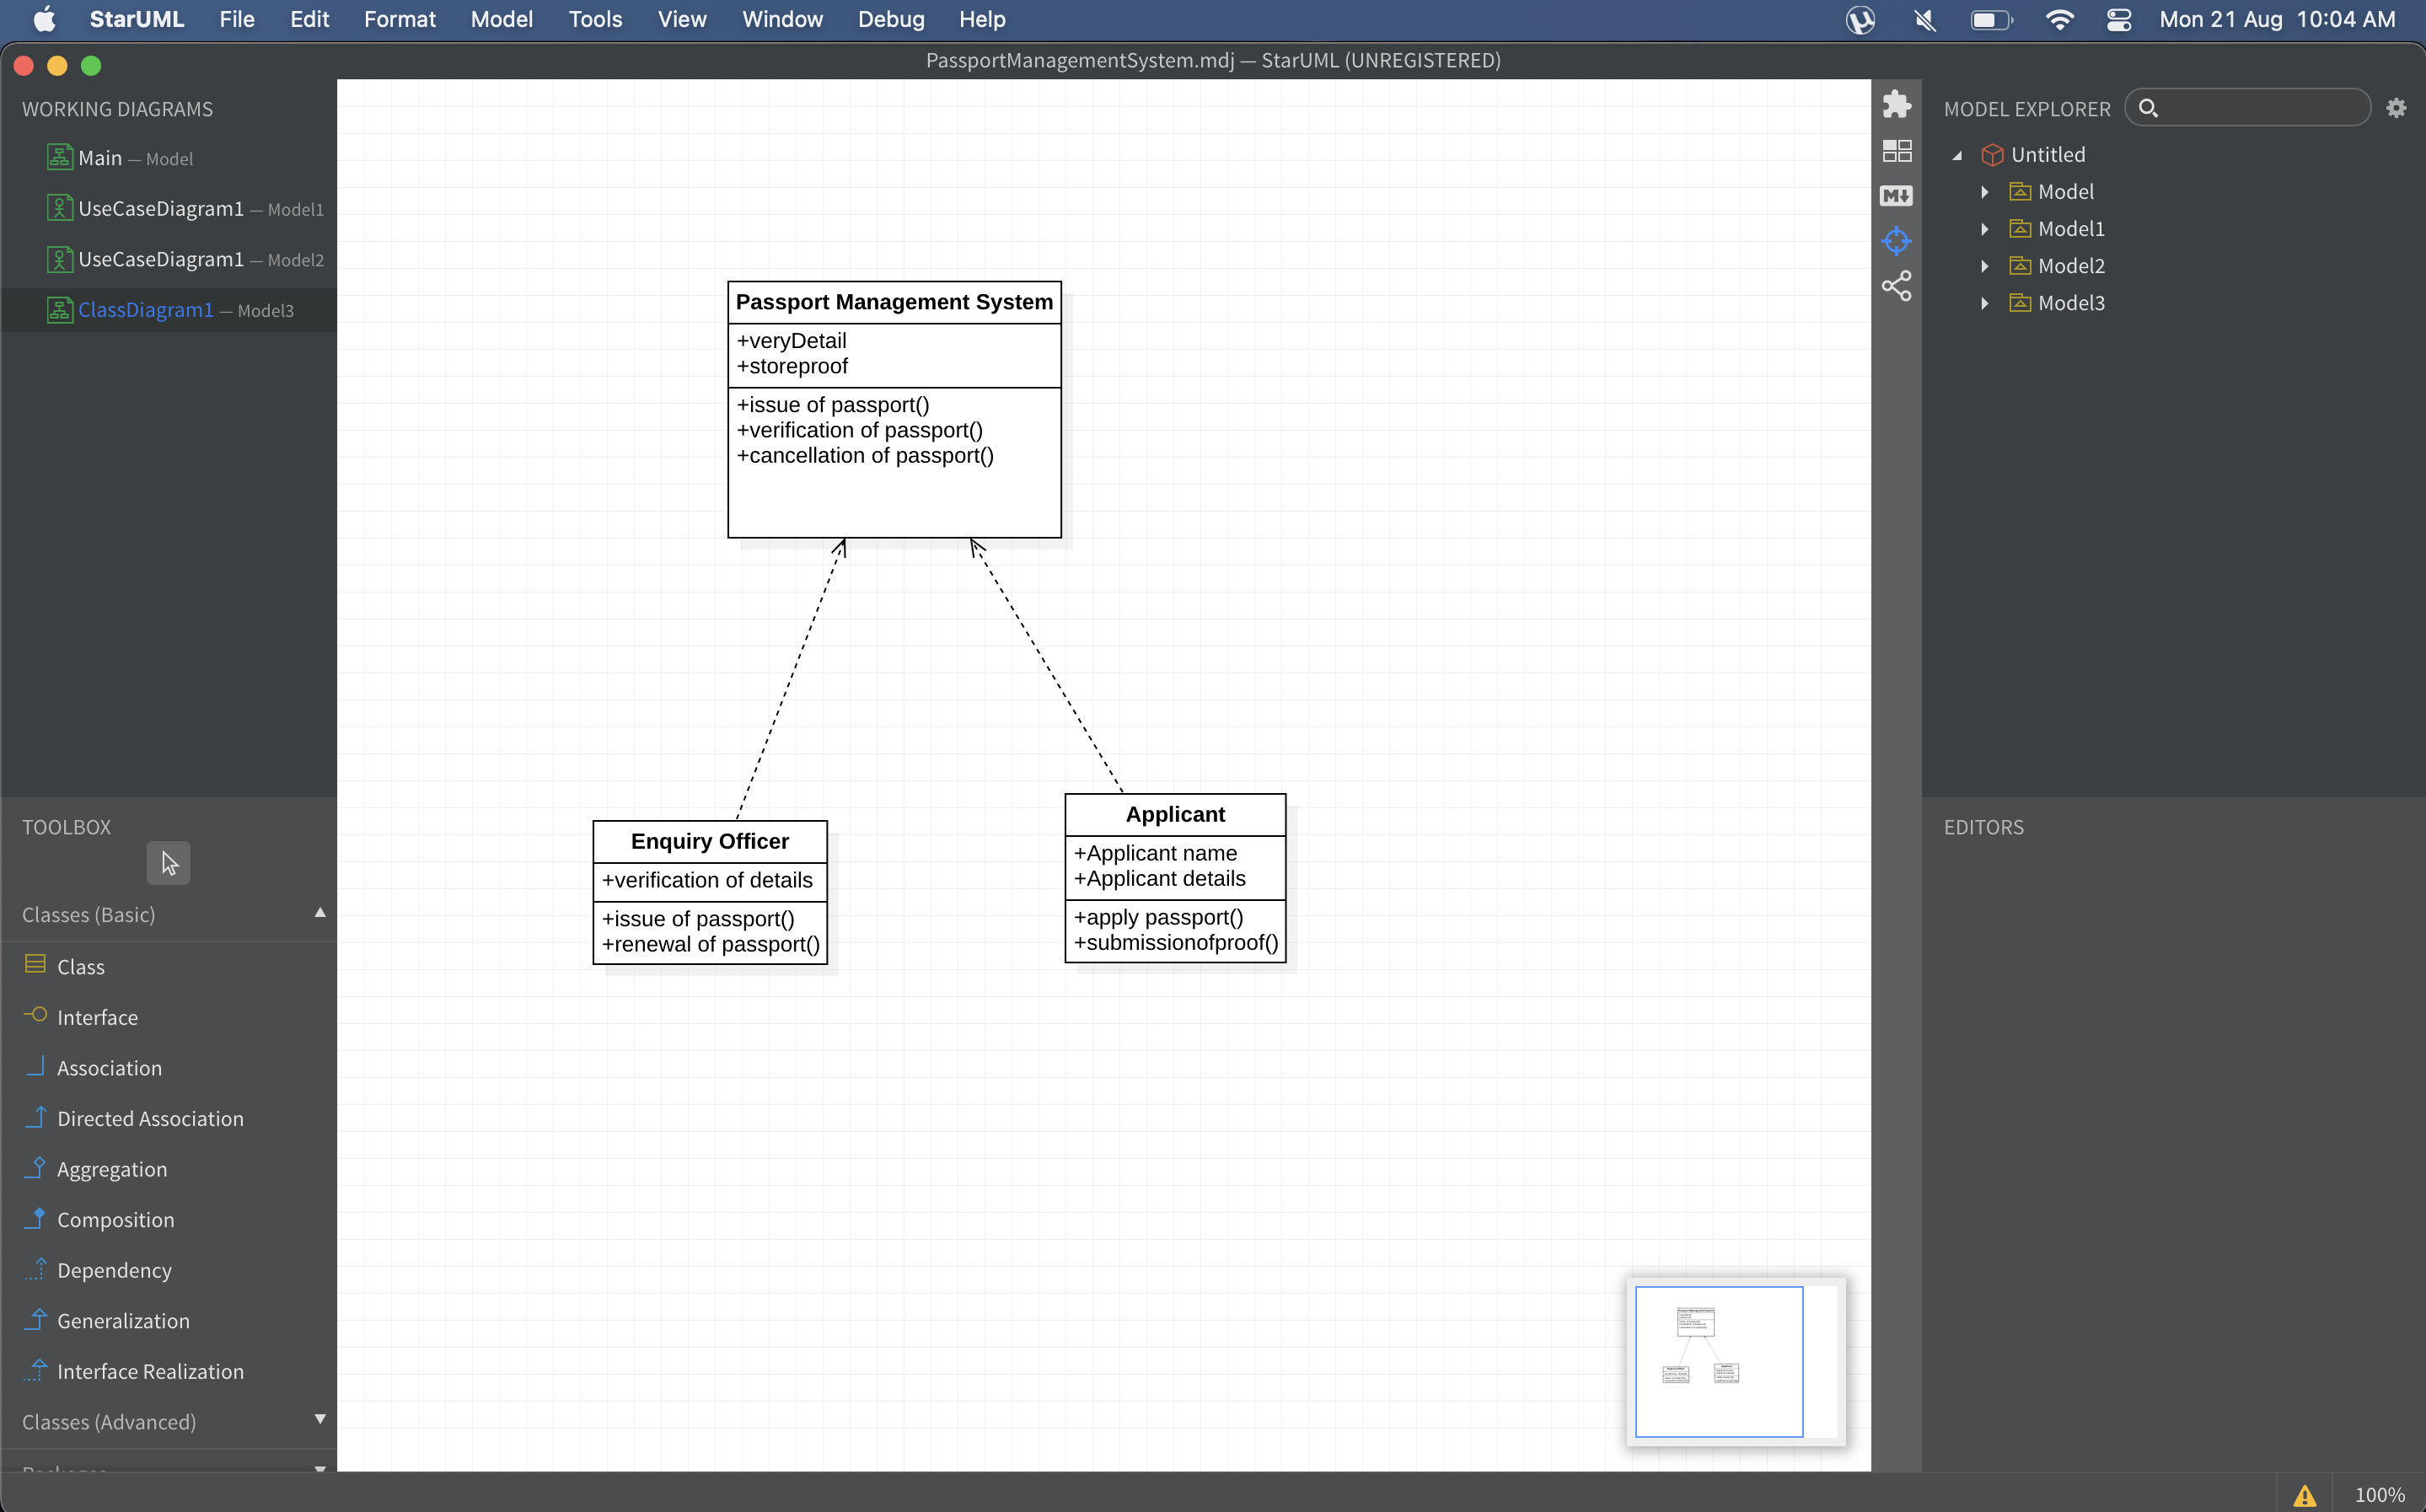 StarUML File Edit Format Model Tools View Window Debug Help Mon 21 Aug 10:04 AM
PassportManagementSystem.mdj — StarUML (UNREGISTERED)
WORKING DIAGRAMS
Main — Model
UseCaseDiagram1 — Model1
UseCaseDiagram1 — Model2
ClassDiagram1 — Model3
TOOLBOX
Classes (Basic)
Class
Interface
Association
Directed Association
Aggregation
Composition
Dependency
Generalization
Interface Realization
Classes (Advanced)
Passport Management System
+veryDetail
+storeproof
+issue of passport()
+verification of passport()
+cancellation of passport()
Enquiry Officer
+verification of details
+issue of passport()
+renewal of passport()
Applicant
+Applicant name
+Applicant details
+apply passport()
+submissionofproof()
M
MODEL EXPLORER
Untitled
Model
Model1
Model2
Model3
EDITORS
100%